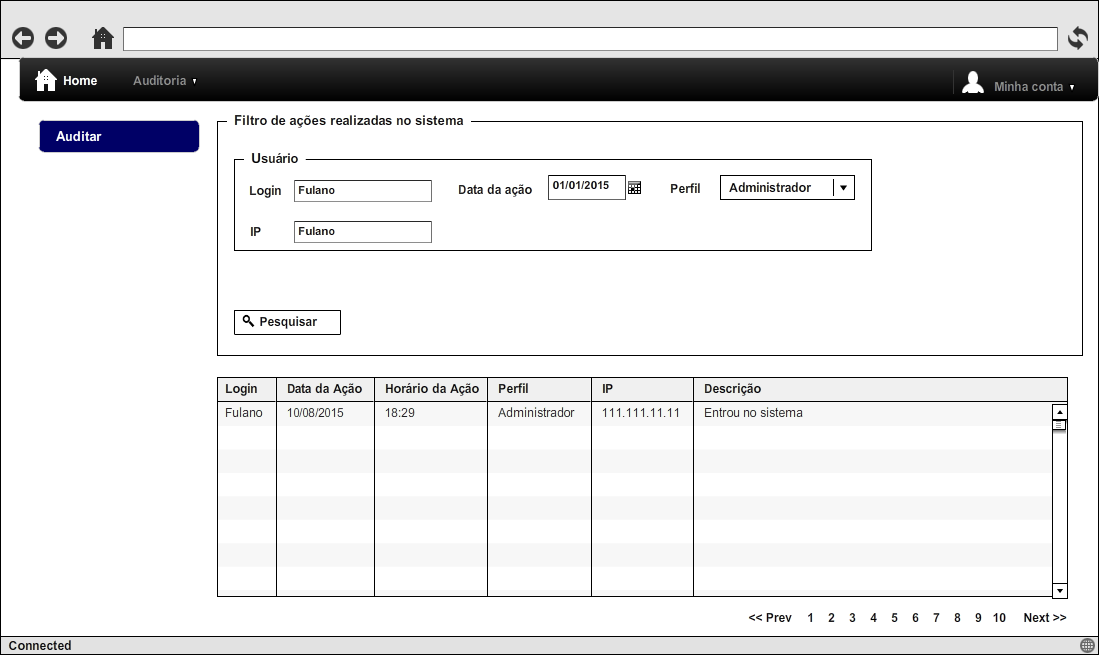 Home Auditoria Minha conta
Auditar
Filtro de ações realizadas no sistema
Usuário
Login Fulano Data da ação 01/01/2015 Perfil Administrador
IP Fulano
Pesquisar
Login Data da Ação Horário da Ação Perfil IP Descrição
Fulano 10/08/2015 18:29 Administrador 111.111.11.11 Entrou no sistema
<< Prev 1 2 3 4 5 6 7 8 9 10 Next >>
Connected